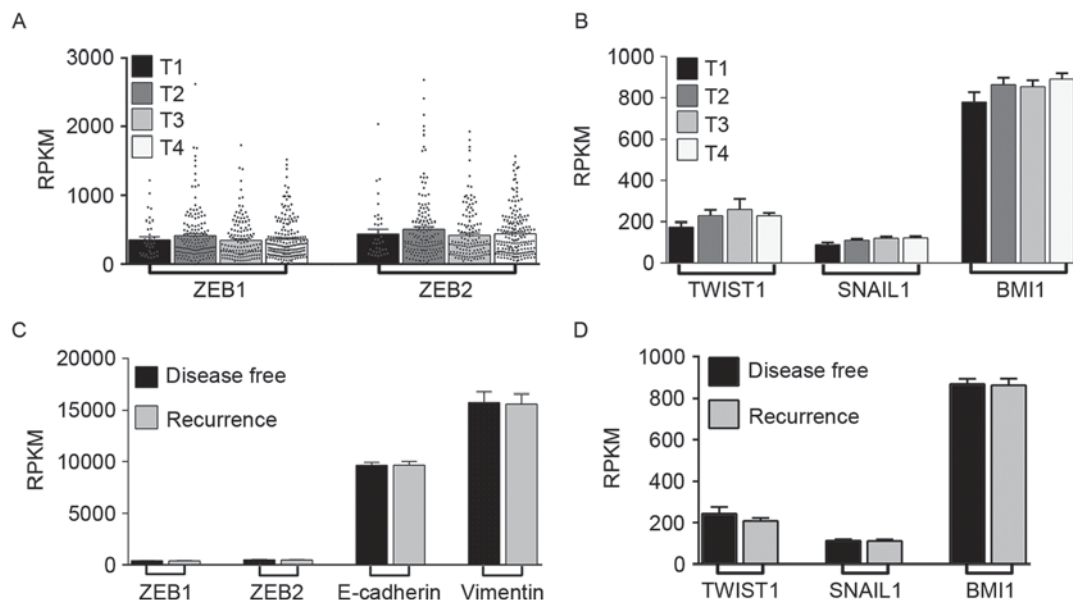 A
RPKM
3000
2000
1000
0
T1
T2
T3
T4
ZEB1
ZEB2
B
RPKM
1000
800
600
400
200
0
T1
T2
T3
T4
TWIST1
SNAIL1
BMI1
C
RPKM
20000
15000
10000
5000
0
Disease free
Recurrence
ZEB1
ZEB2
E-cadherin
Vimentin
D
RPKM
1000
800
600
400
200
0
Disease free
Recurrence
TWIST1
SNAIL1
BMI1